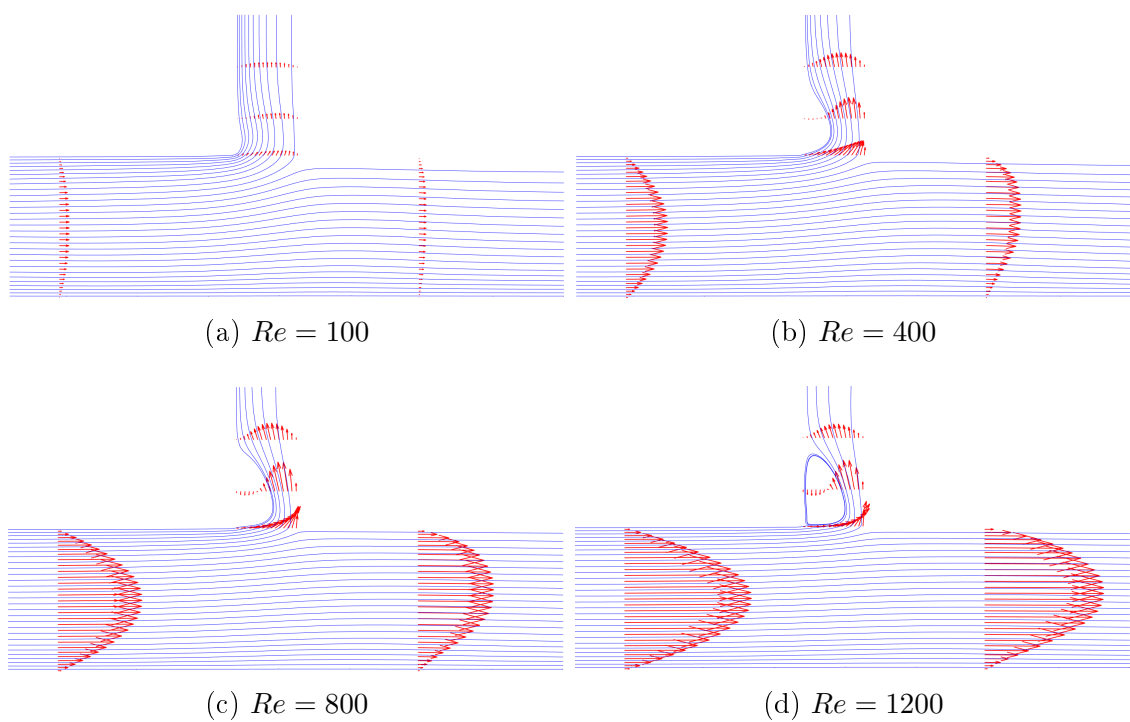 (a) Re = 100
(b) Re = 400
(c) Re = 800
(d) Re = 1200